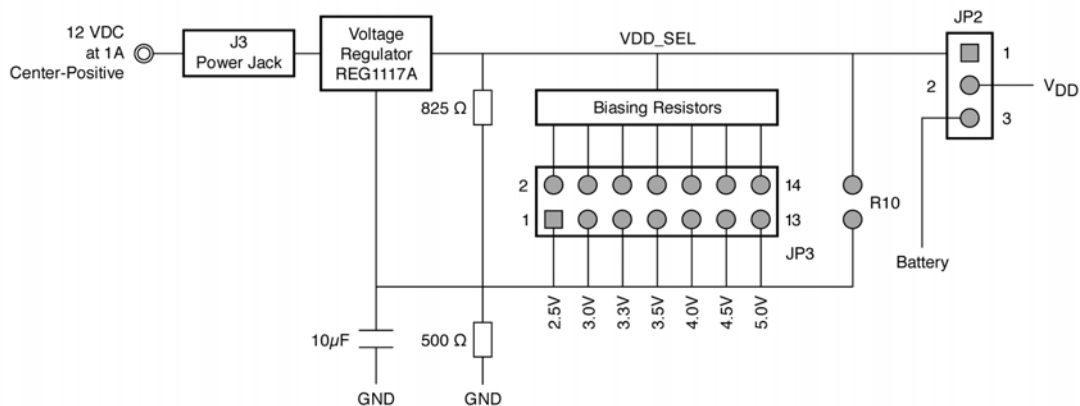 12 VDC
at 1A
Center-Positive
J3
Power Jack
Voltage
Regulator
REG1117A
VDD_SEL
JP2
1
2
3
VDD
825 Ω
Biasing Resistors
2
14
1
13
JP3
R10
Battery
2.5V
3.0V
3.3V
3.5V
4.0V
4.5V
5.0V
10µF
500 Ω
GND
GND